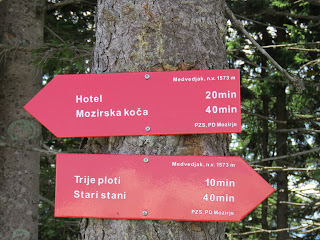 Medvedjak, n.v. 1573 m
Hotel 20min
Mozirska koča 40min
PZS, PD Mozirje
Medvedjak, n.v. 1573 m
Trije ploti 10min
Stari stani 40min
PZS, PD Mozirje